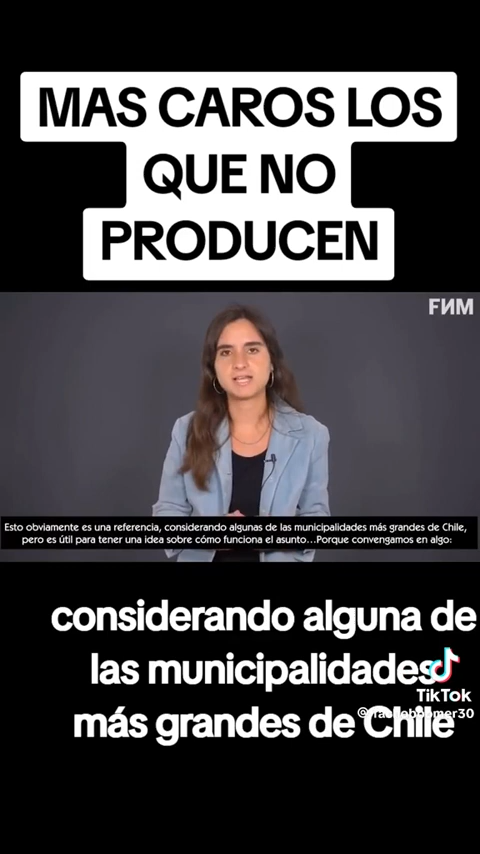 MAS CAROS LOS
QUE NO
PRODUCEN
FИM
Esto obviamente es una referencia, considerando algunas de las municipalidades más grandes de Chile,
pero es útil para tener una idea sobre cómo funciona el asunto...Porque convengamos en algo:
considerando alguna de
las municipalidades
más grandes de Chile
TikTok